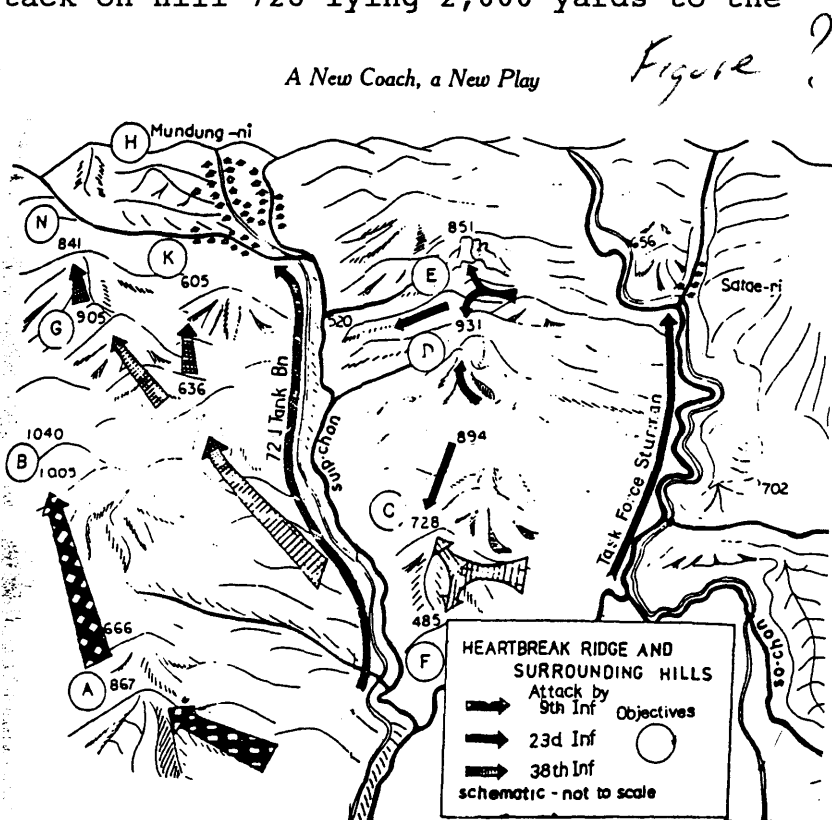 tack on Hill 728 lying 2,000 yards to the
Figure ?
A New Coach, a New Play
H Mundung-ni
N
841
K
605
851
656
E
Satae-ri
G 905
520
931
D
636
72 Tank Bn
Suip-chon
Task Force Sturman
894
1040
B
1005
702
C
728
485
666
F
A 867
so-chon
HEARTBREAK RIDGE AND
SURROUNDING HILLS
Attack by
9th Inf
Objectives
23d Inf
38th Inf
schematic - not to scale